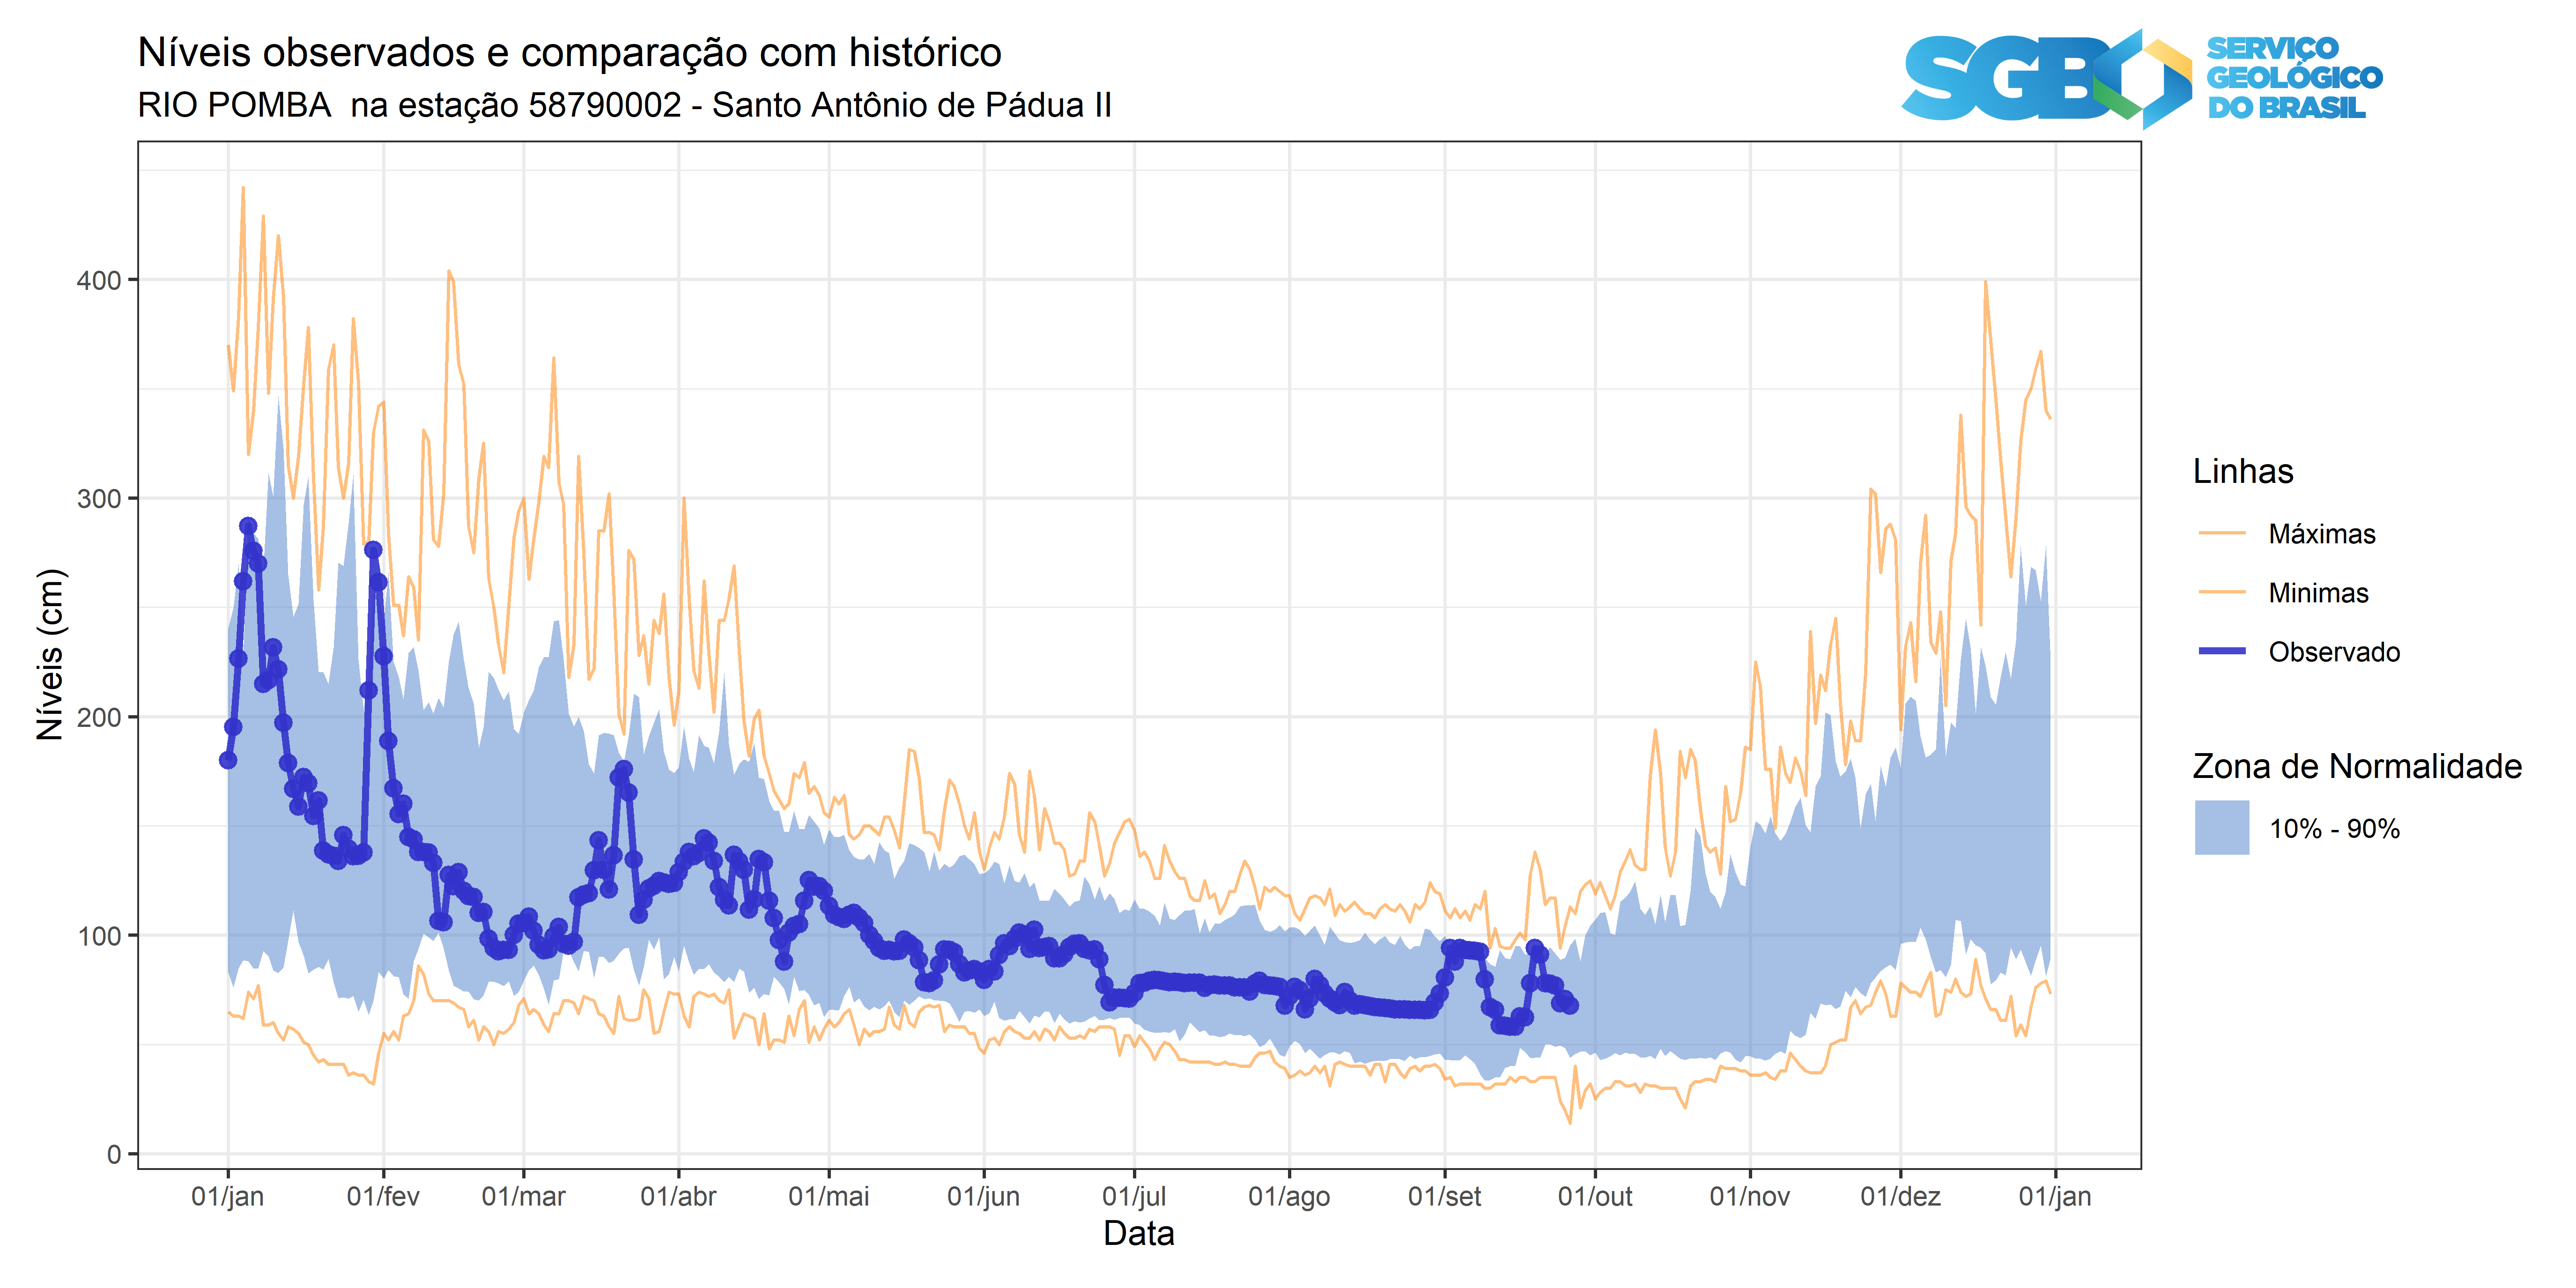 Níveis observados e comparação com histórico
RIO POMBA na estação 58790002 - Santo Antônio de Pádua II
SGB
SERVIÇO
GEOLÓGICO
DO BRASIL
Níveis (cm)
400
300
200
100
0
01/jan
01/fev
01/mar
01/abr
01/mai
01/jun
01/jul
01/ago
01/set
01/out
01/nov
01/dez
01/jan
Data
Linhas
Máximas
Minimas
Observado
Zona de Normalidade
10% - 90%